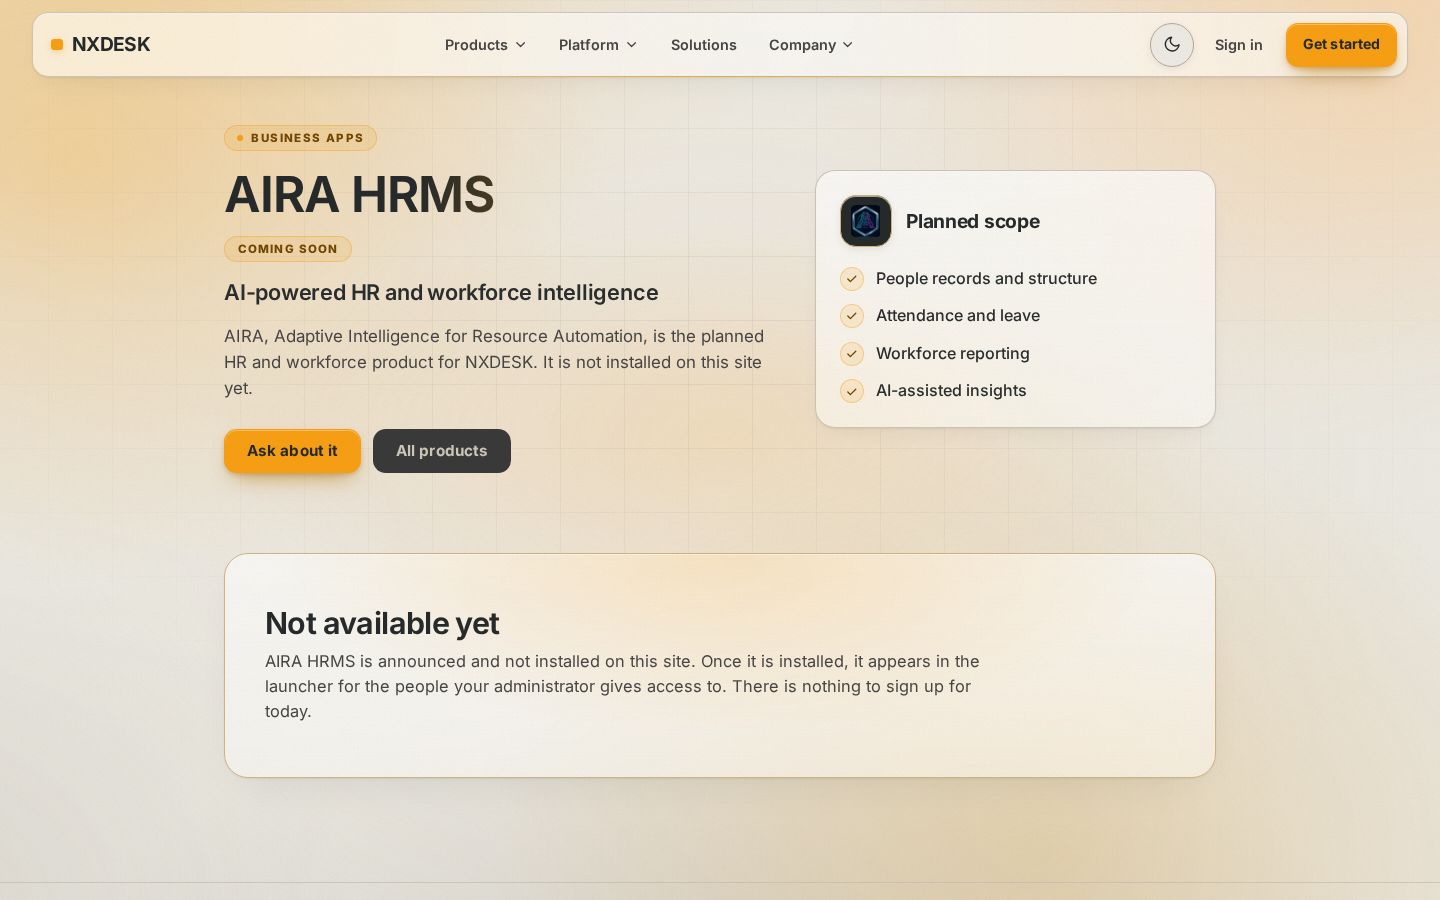 NXDESK
Products
Platform
Solutions
Company
Sign in
Get started
BUSINESS APPS
AIRA HRMS
COMING SOON
AI-powered HR and workforce intelligence
AIRA, Adaptive Intelligence for Resource Automation, is the planned
HR and workforce product for NXDESK. It is not installed on this site
yet.
Ask about it
All products
Planned scope
People records and structure
Attendance and leave
Workforce reporting
AI-assisted insights
Not available yet
AIRA HRMS is announced and not installed on this site. Once it is installed, it appears in the
launcher for the people your administrator gives access to. There is nothing to sign up for
today.